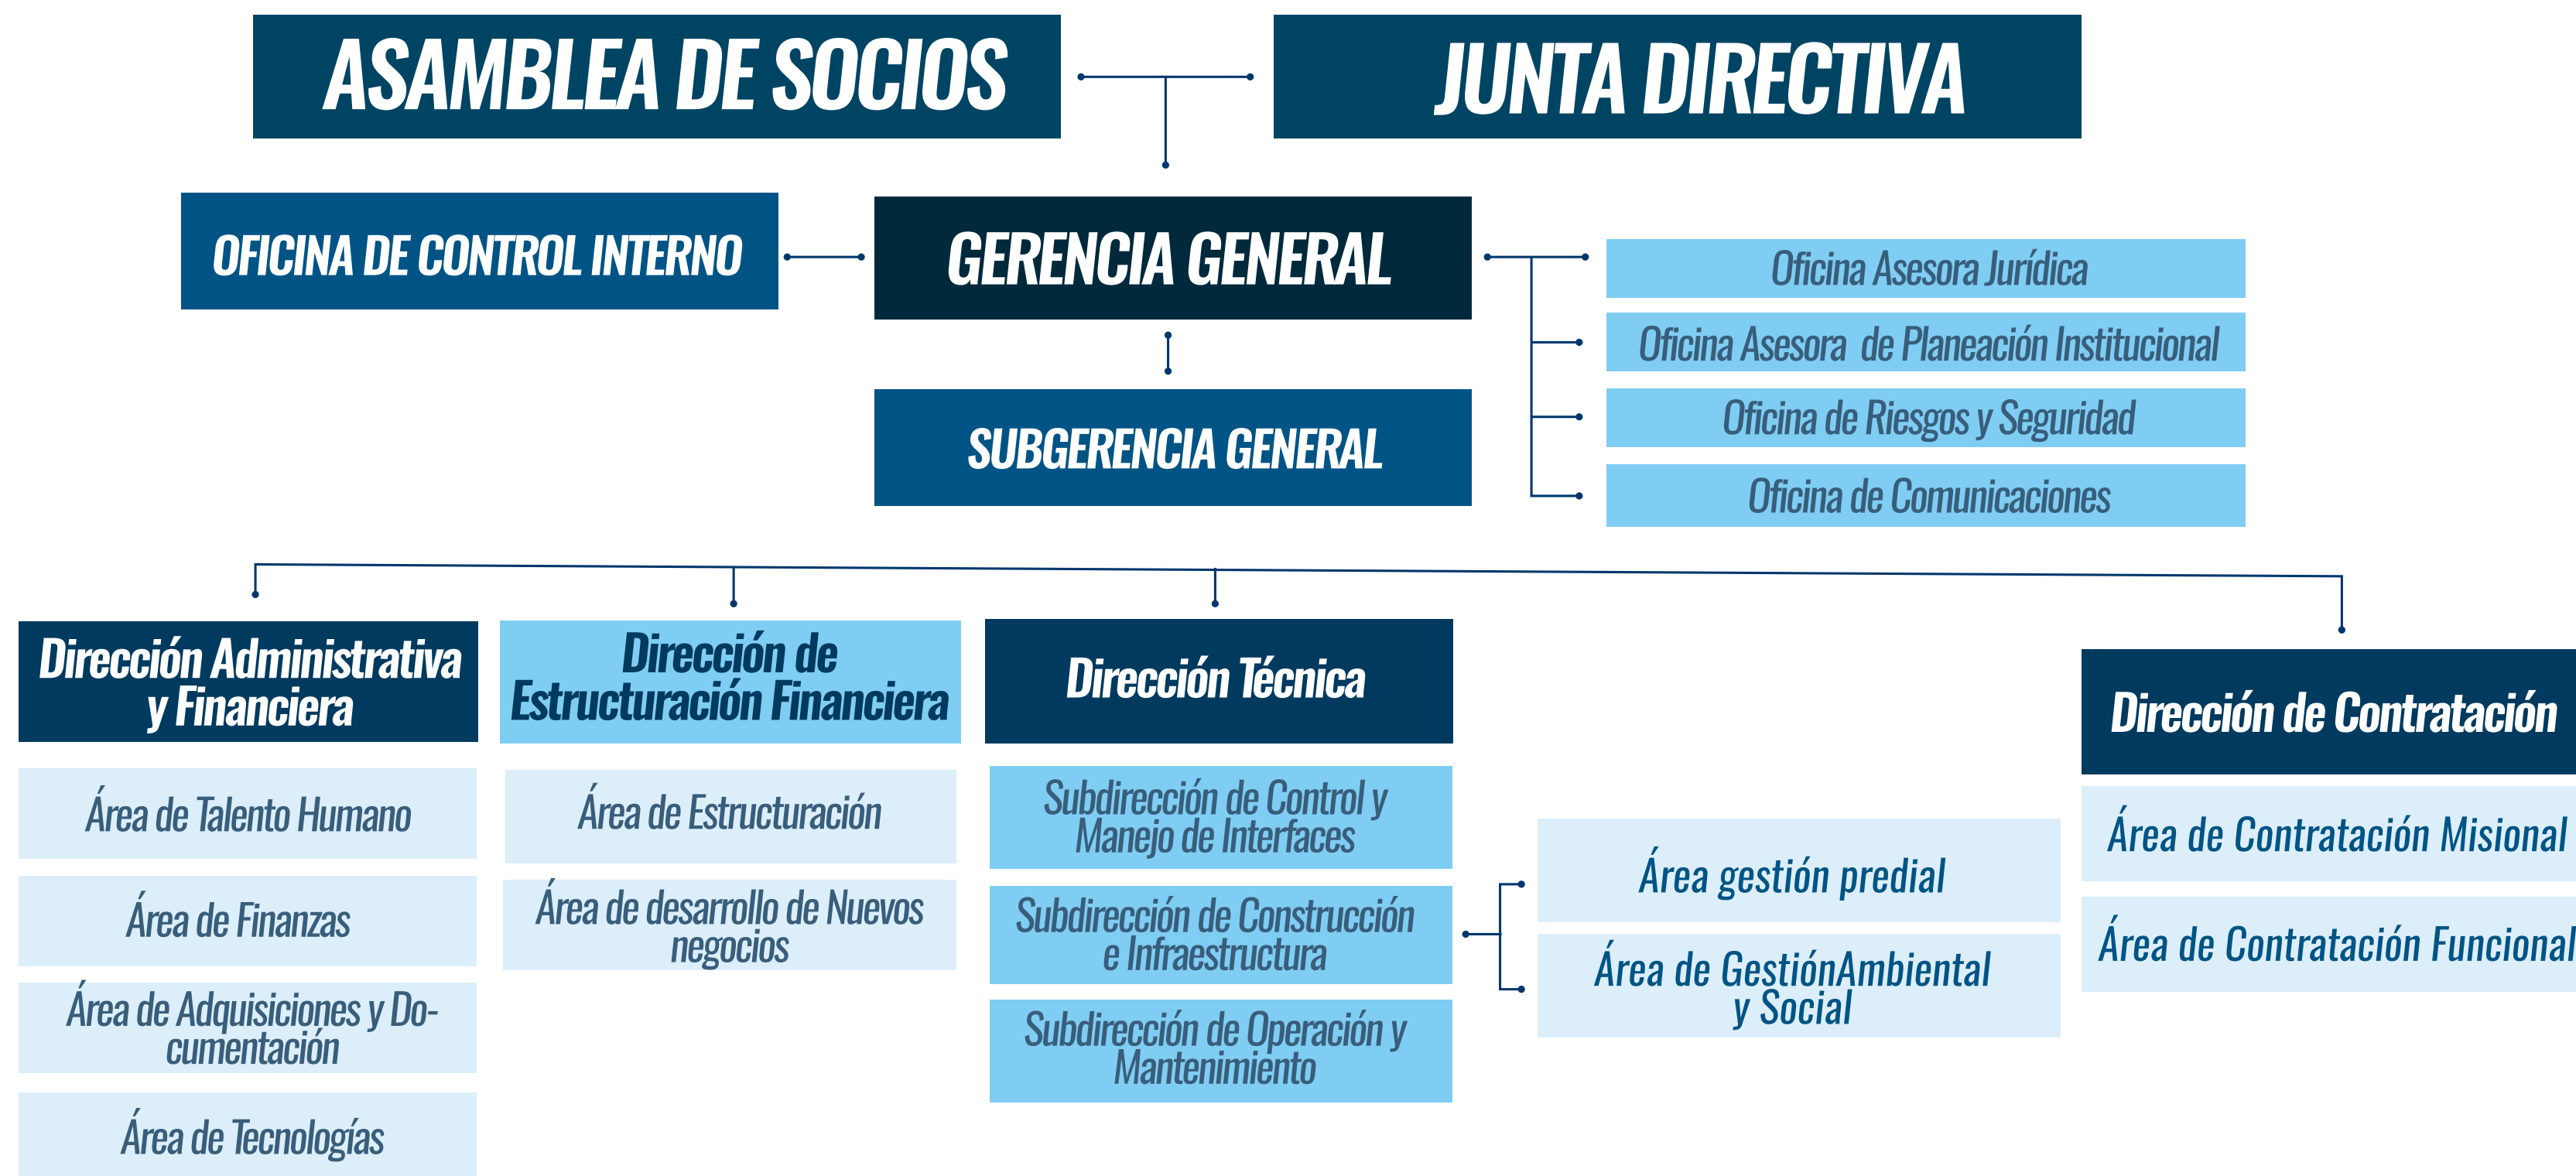 ASAMBLEA DE SOCIOS
JUNTA DIRECTIVA
OFICINA DE CONTROL INTERNO
GERENCIA GENERAL
Oficina Asesora Jurídica
Oficina Asesora  de Planeación Institucional
Oficina de Riesgos y Seguridad
Oficina de Comunicaciones
SUBGERENCIA GENERAL
Dirección Administrativa
y Financiera
Área de Talento Humano
Área de Finanzas
Área de Adquisiciones y Do-
cumentación
Área de Tecnologías
Dirección de
Estructuración Financiera
Área de Estructuración
Área de desarrollo de Nuevos
negocios
Dirección Técnica
Subdirección de Control y
Manejo de Interfaces
Subdirección de Construcción
e Infraestructura
Subdirección de Operación y
Mantenimiento
Área gestión predial
Área de GestiónAmbiental
y Social
Dirección de Contratación
Área de Contratación Misional
Área de Contratación Funcional